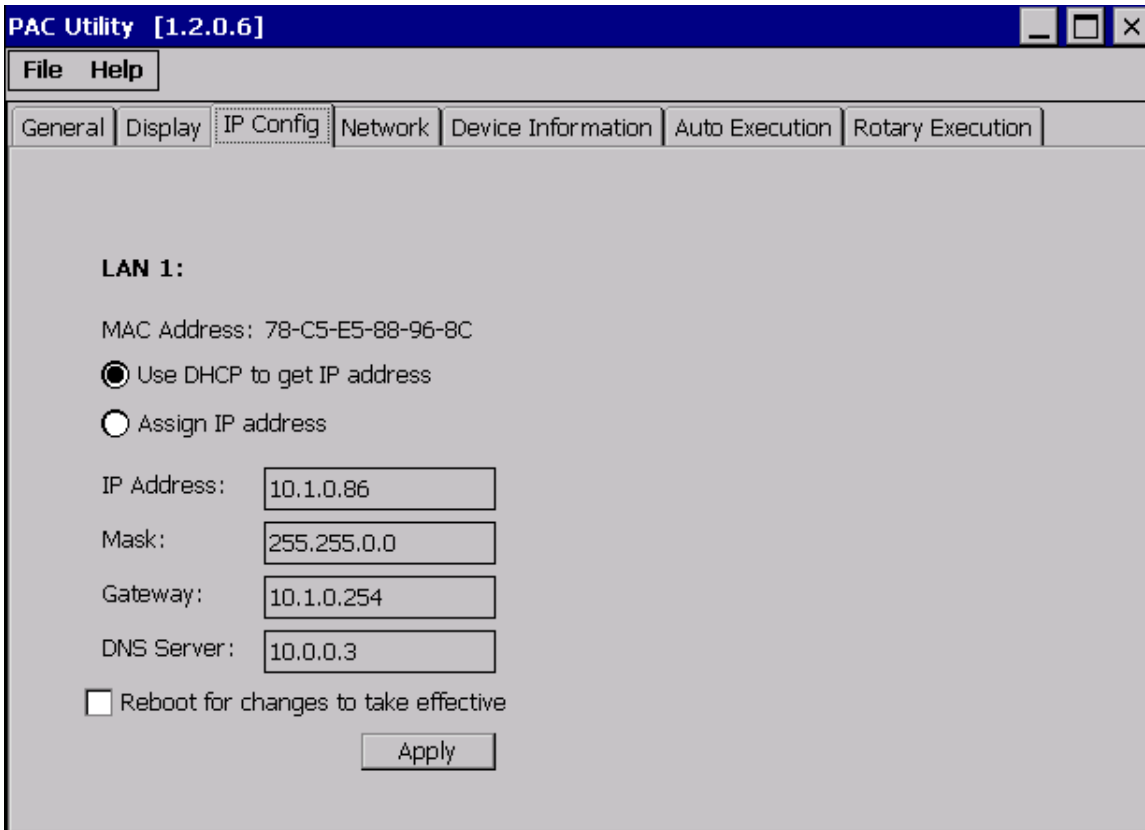 PAC Utility [1.2.0.6]
File Help
General Display IP Config Network Device Information Auto Execution Rotary Execution
LAN 1:
MAC Address: 78-C5-E5-88-96-8C
Use DHCP to get IP address
Assign IP address
IP Address: 10.1.0.86
Mask: 255.255.0.0
Gateway: 10.1.0.254
DNS Server: 10.0.0.3
Reboot for changes to take effective
Apply